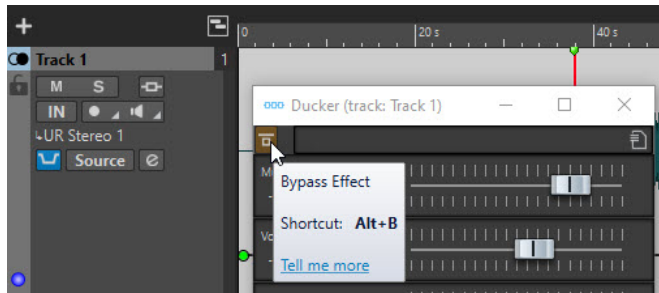 0
20 s
40 s
Track 1
1
M S
IN
UR Stereo 1
Source e
Ducker (track: Track 1)
Bypass Effect
Shortcut: Alt+B
Tell me more